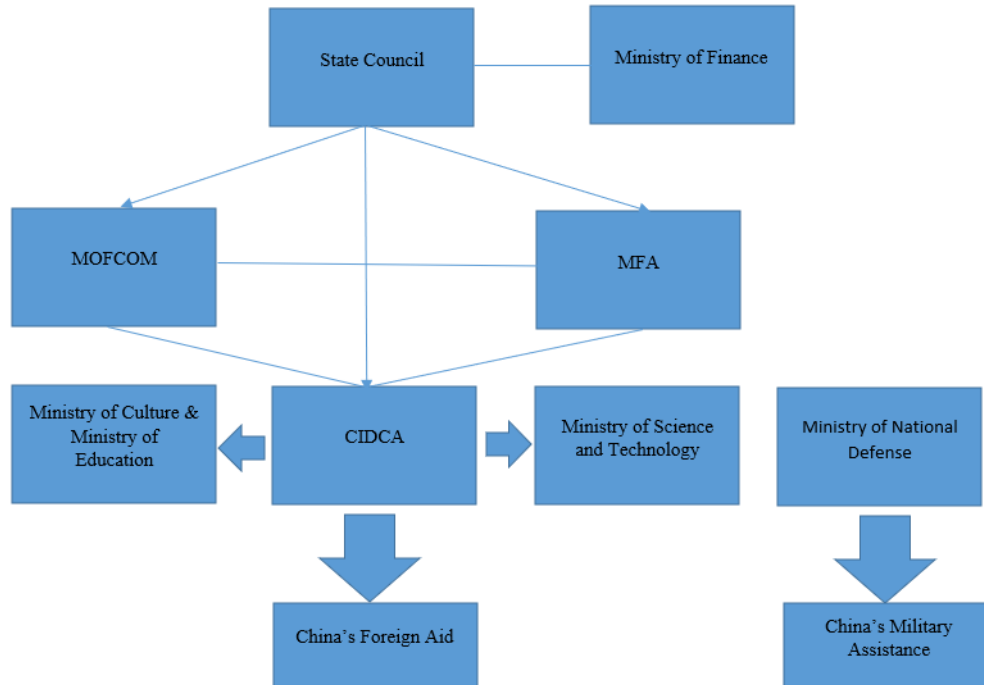 State Council
Ministry of Finance
MOFCOM
MFA
Ministry of Culture &
Ministry of
Education
CIDCA
Ministry of Science
and Technology
Ministry of National
Defense
China’s Foreign Aid
China’s Military
Assistance